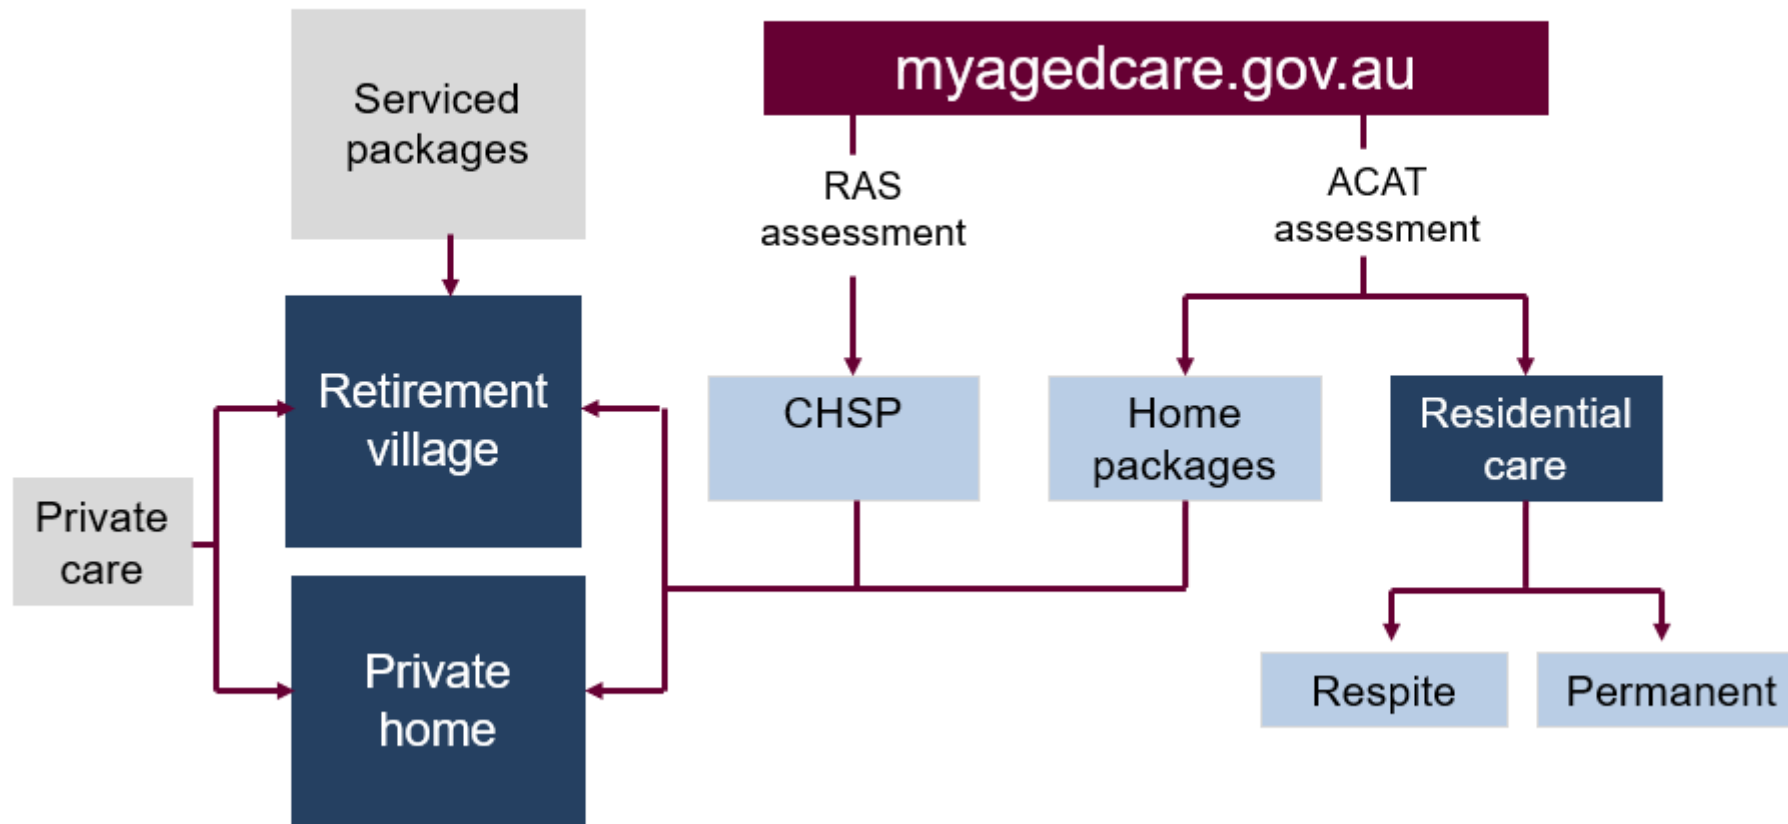 Serviced
packages
myagedcare.gov.au
RAS
assessment
ACAT
assessment
Retirement
village
CHSP
Home
packages
Residential
care
Private
care
Private
home
Respite
Permanent